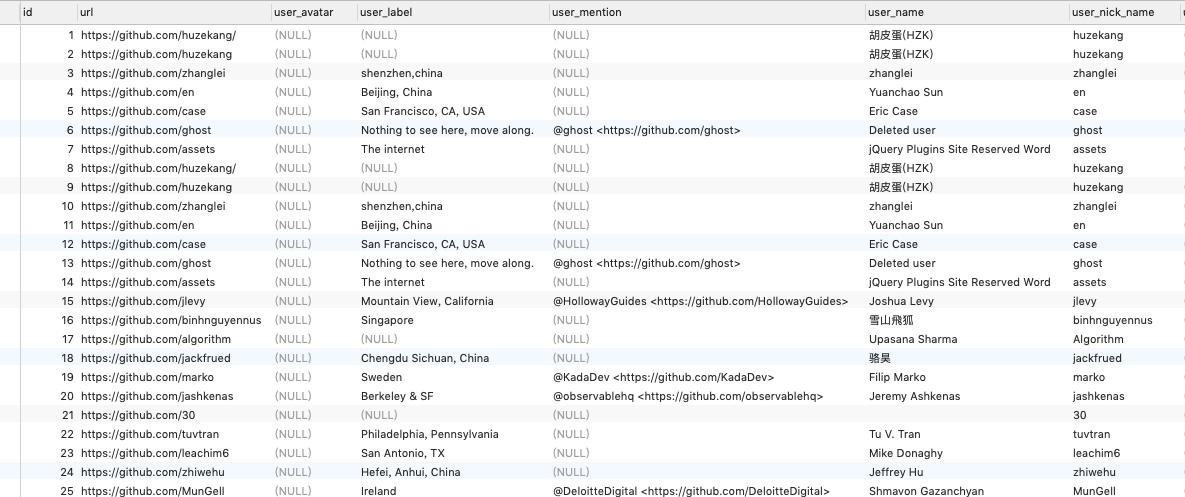 id url user_avatar user_label user_mention user_name user_nick_name
1 https://github.com/huzekang/ (NULL) (NULL) (NULL) 胡皮蛋(HZK) huzekang
2 https://github.com/huzekang (NULL) (NULL) (NULL) 胡皮蛋(HZK) huzekang
3 https://github.com/zhanglei (NULL) shenzhen,china (NULL) zhanglei zhanglei
4 https://github.com/en (NULL) Beijing, China (NULL) Yuanchao Sun en
5 https://github.com/case (NULL) San Francisco, CA, USA (NULL) Eric Case case
6 https://github.com/ghost (NULL) Nothing to see here, move along. @ghost <https://github.com/ghost> Deleted user ghost
7 https://github.com/assets (NULL) The internet (NULL) jQuery Plugins Site Reserved Word assets
8 https://github.com/huzekang/ (NULL) (NULL) (NULL) 胡皮蛋(HZK) huzekang
9 https://github.com/huzekang (NULL) (NULL) (NULL) 胡皮蛋(HZK) huzekang
10 https://github.com/zhanglei (NULL) shenzhen,china (NULL) zhanglei zhanglei
11 https://github.com/en (NULL) Beijing, China (NULL) Yuanchao Sun en
12 https://github.com/case (NULL) San Francisco, CA, USA (NULL) Eric Case case
13 https://github.com/ghost (NULL) Nothing to see here, move along. @ghost <https://github.com/ghost> Deleted user ghost
14 https://github.com/assets (NULL) The internet (NULL) jQuery Plugins Site Reserved Word assets
15 https://github.com/jlevy (NULL) Mountain View, California @HollowayGuides <https://github.com/HollowayGuides> Joshua Levy jlevy
16 https://github.com/binhnguyennus (NULL) Singapore (NULL) 雪山飛狐 binhnguyennus
17 https://github.com/algorithm (NULL) (NULL) (NULL) Upasana Sharma Algorithm
18 https://github.com/jackfrued (NULL) Chengdu Sichuan, China (NULL) 骆昊 jackfrued
19 https://github.com/marko (NULL) Sweden @KadaDev <https://github.com/KadaDev> Filip Marko marko
20 https://github.com/jashkenas (NULL) Berkeley & SF @observablehq <https://github.com/observablehq> Jeremy Ashkenas jashkenas
21 https://github.com/30 (NULL) (NULL) (NULL) 30
22 https://github.com/tuvtran (NULL) Philadelphia, Pennsylvania (NULL) Tu V. Tran tuvtran
23 https://github.com/leachim6 (NULL) San Antonio, TX (NULL) Mike Donaghy leachim6
24 https://github.com/zhiwehu (NULL) Hefei, Anhui, China (NULL) Jeffrey Hu zhiwehu
25 https://github.com/MunGell (NULL) Ireland @DeloitteDigital <https://github.com/DeloitteDigital> Shmavon Gazanchyan MunGell